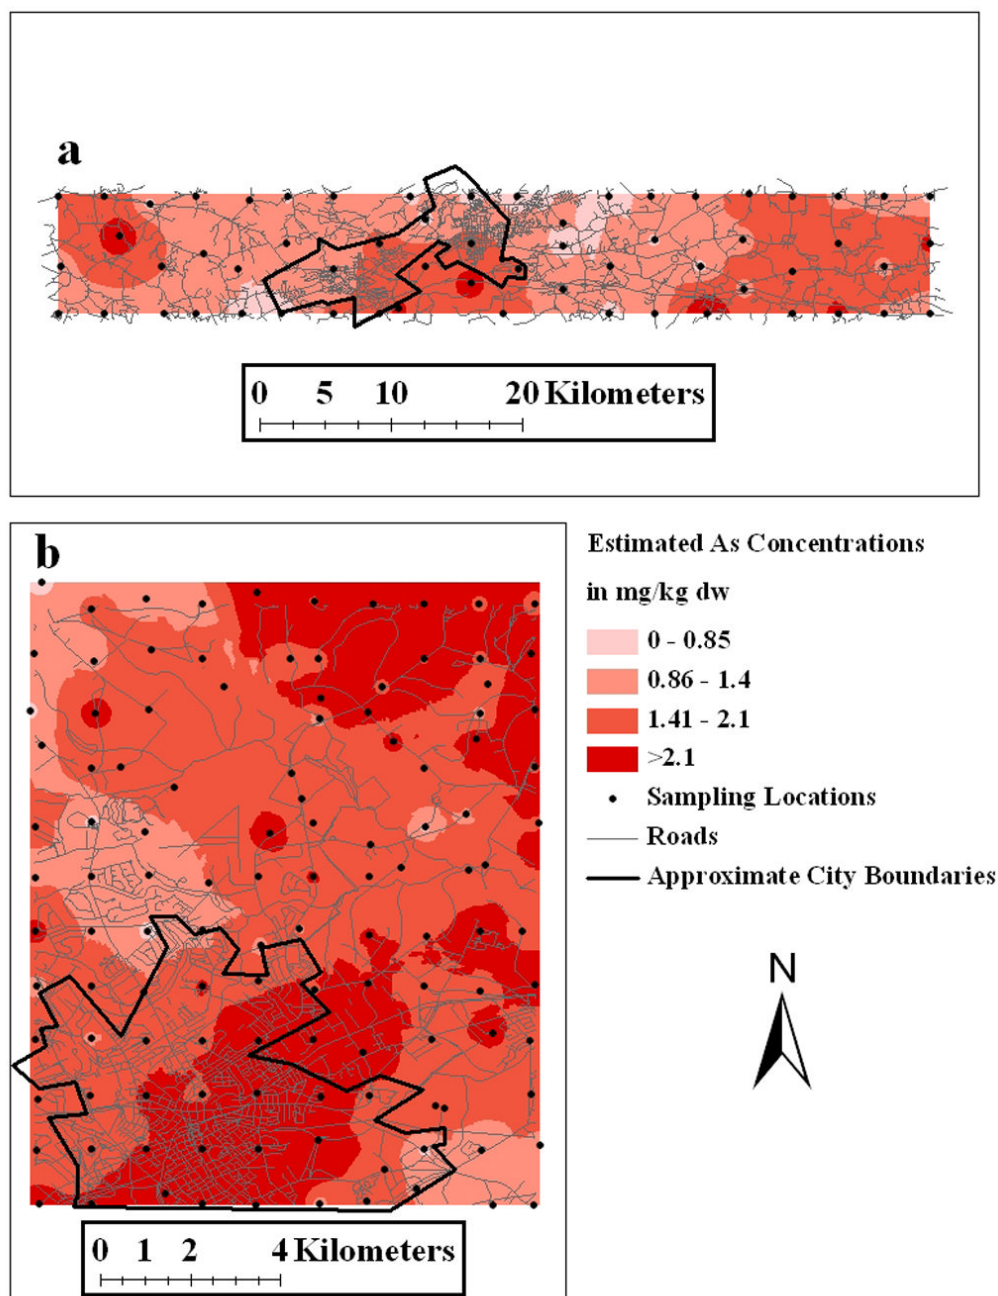 a
0 5 10 20 Kilometers
b
Estimated As Concentrations
in mg/kg dw
0 - 0.85
0.86 - 1.4
1.41 - 2.1
>2.1
Sampling Locations
Roads
Approximate City Boundaries
N
0 1 2 4 Kilometers